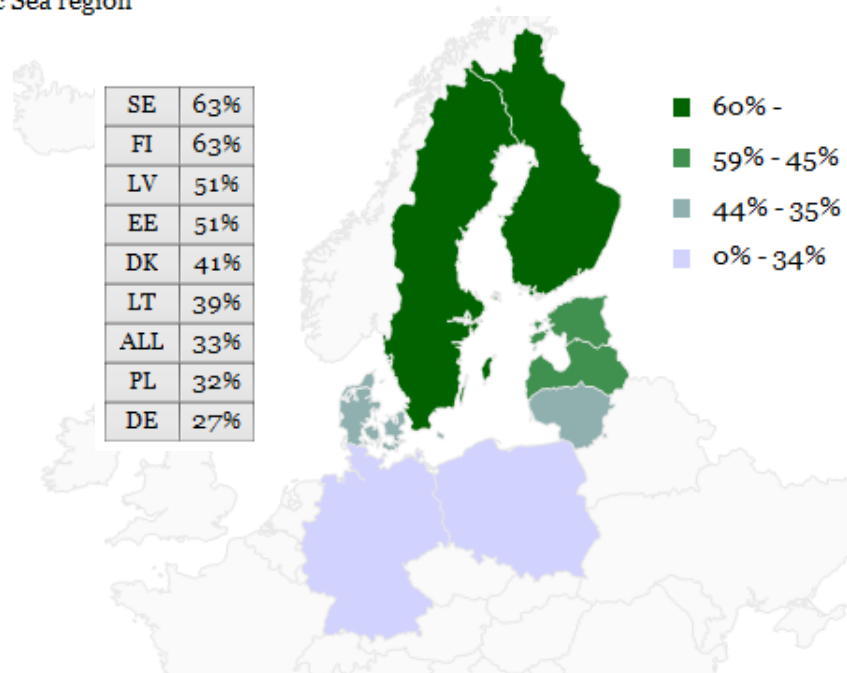 Sea region
SE 63%
FI 63%
LV 51%
EE 51%
DK 41%
LT 39%
ALL 33%
PL 32%
DE 27%
60% -
59% - 45%
44% - 35%
0% - 34%